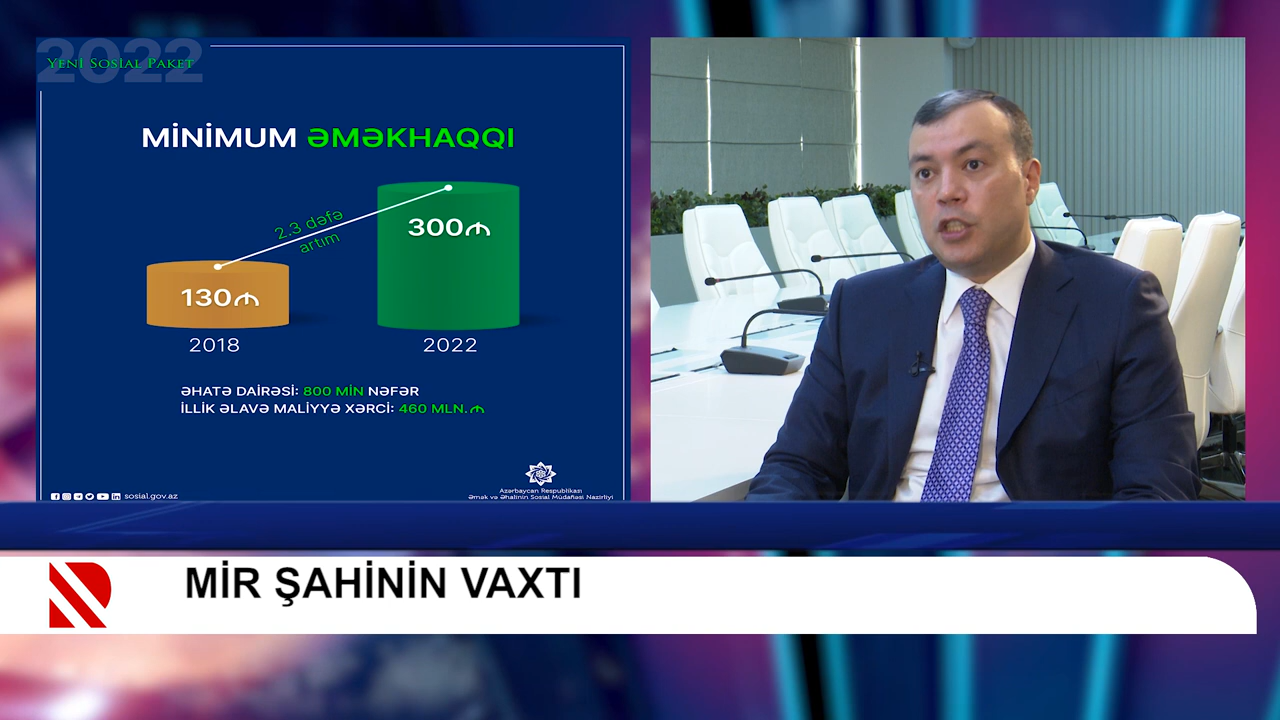 2022
YENİ SOSİAL PAKET
MİNİMUM ƏMƏKHAQQI
2.3 dəfə
artım
130₼
300₼
2018
2022
ƏHATƏ DAİRƏSİ: 800 MİN NƏFƏR
İLLİK ƏLAVƏ MALİYYƏ XƏRCİ: 460 MLN.₼
sosial.gov.az
Azərbaycan Respublikası
Əmək və Əhalinin Sosial Müdafiəsi Nazirliyi
MİR ŞAHİNİN VAXTI